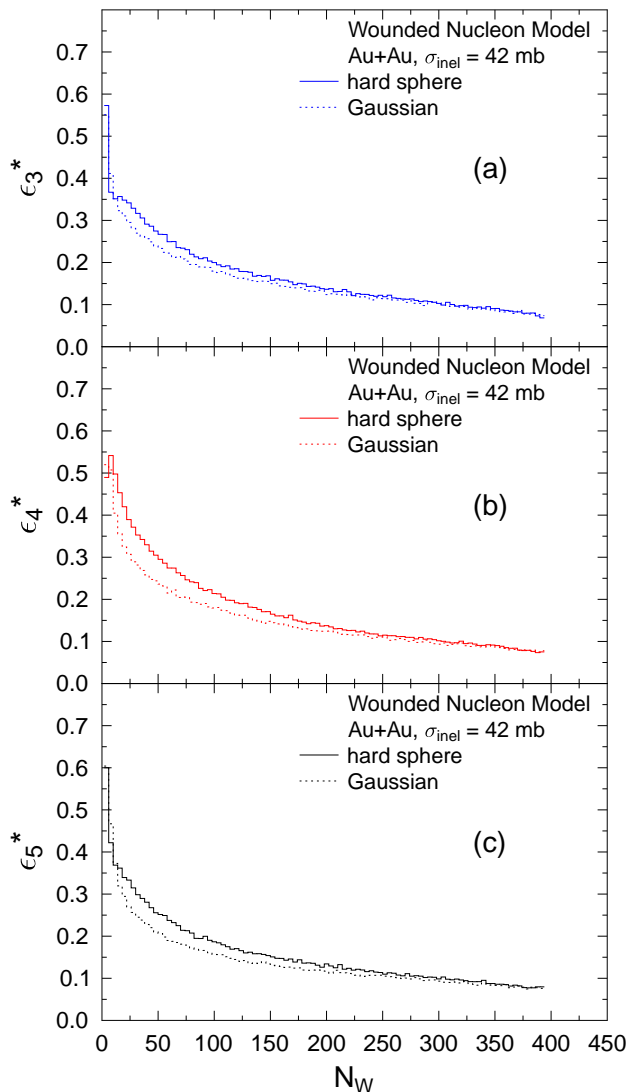 Wounded Nucleon Model
Au+Au, σinel = 42 mb
hard sphere
Gaussian
(a)
ϵ3*
0.7
0.6
0.5
0.4
0.3
0.2
0.1
0.0
Wounded Nucleon Model
Au+Au, σinel = 42 mb
hard sphere
Gaussian
(b)
ϵ4*
0.7
0.6
0.5
0.4
0.3
0.2
0.1
0.0
Wounded Nucleon Model
Au+Au, σinel = 42 mb
hard sphere
Gaussian
(c)
ϵ5*
0.7
0.6
0.5
0.4
0.3
0.2
0.1
0.0
0 50 100 150 200 250 300 350 400 450
NW